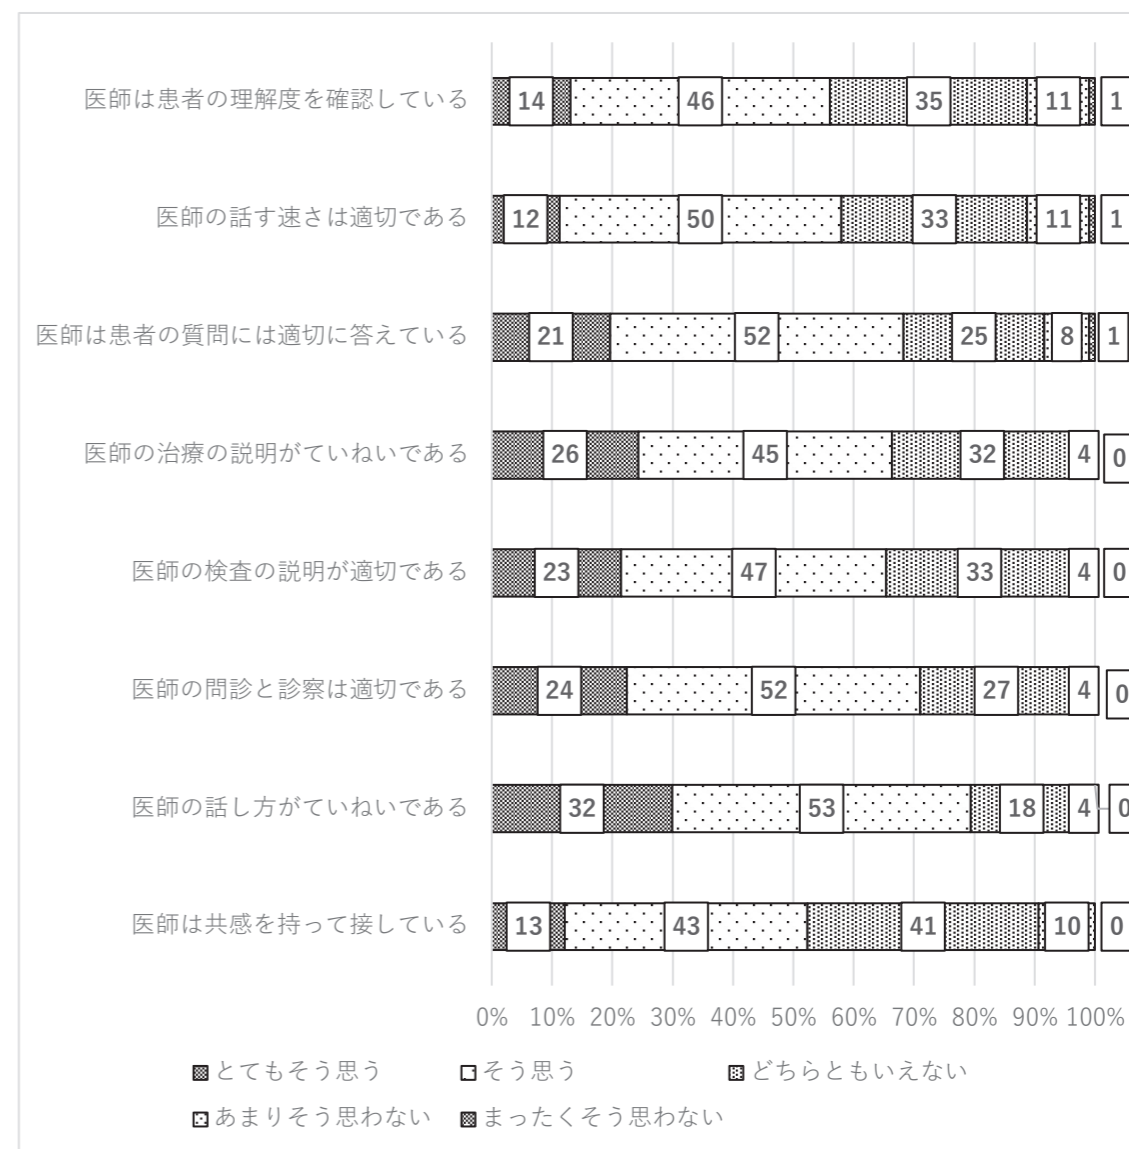 医師は患者の理解度を確認している 14 46 35 11 1
医師の話す速さは適切である 12 50 33 11 1
医師は患者の質問には適切に答えている 21 52 25 8 1
医師の治療の説明がていねいである 26 45 32 4 0
医師の検査の説明が適切である 23 47 33 4 0
医師の問診と診察は適切である 24 52 27 4 0
医師の話し方がていねいである 32 53 18 4 0
医師は共感を持って接している 13 43 41 10 0
0% 10% 20% 30% 40% 50% 60% 70% 80% 90% 100%
とてもそう思う そう思う どちらともいえない
あまりそう思わない まったくそう思わない